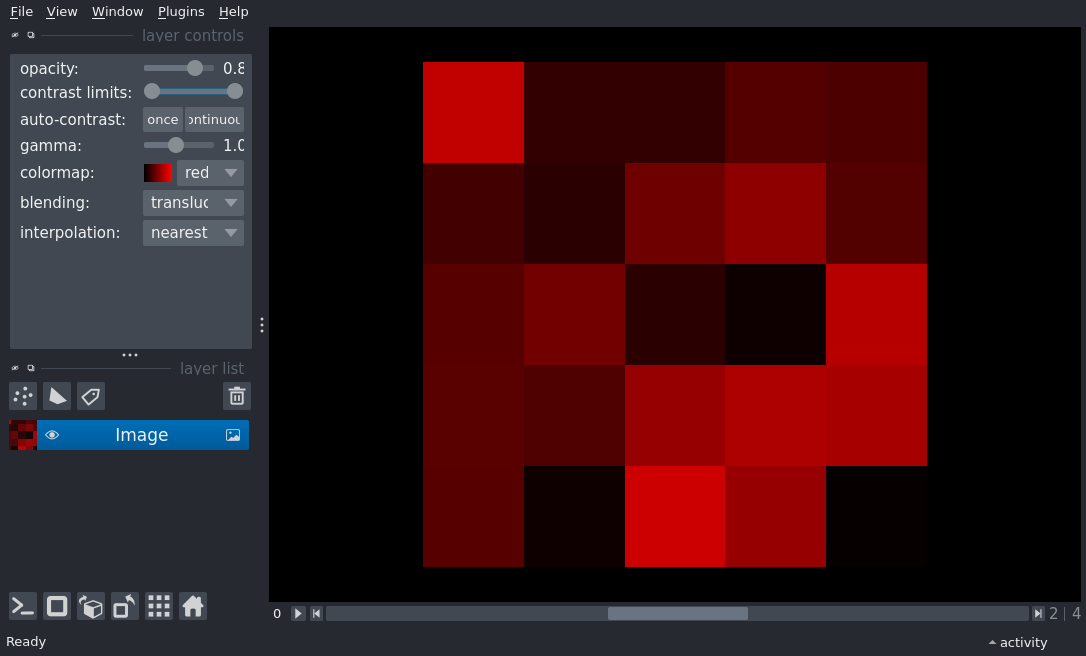 File View Window Plugins Help
layer controls
opacity: 0.8
contrast limits:
auto-contrast: once ontinuou
gamma: 1.0
colormap: red
blending: transluc
interpolation: nearest
layer list
Image
0 2 | 4
Ready activity